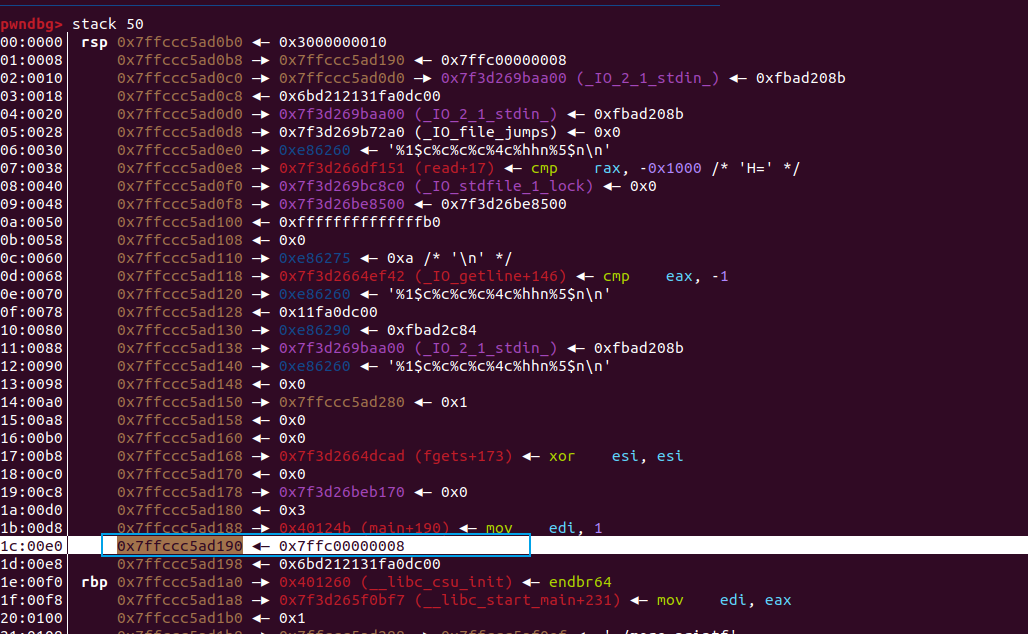 pwndbg> stack 50
00:0000│ rsp 0x7ffccc5ad0b0 ◂— 0x3000000010
01:0008│     0x7ffccc5ad0b8 —▸ 0x7ffccc5ad190 ◂— 0x7ffc00000008
02:0010│     0x7ffccc5ad0c0 —▸ 0x7ffccc5ad0d0 —▸ 0x7f3d269baa00 (_IO_2_1_stdin_) ◂— 0xfbad208b
03:0018│     0x7ffccc5ad0c8 ◂— 0x6bd212131fa0dc00
04:0020│     0x7ffccc5ad0d0 —▸ 0x7f3d269baa00 (_IO_2_1_stdin_) ◂— 0xfbad208b
05:0028│     0x7ffccc5ad0d8 —▸ 0x7f3d269b72a0 (_IO_file_jumps) ◂— 0x0
06:0030│     0x7ffccc5ad0e0 —▸ 0xe86260 ◂— '%1$c%c%c%c%4c%hhn%5$n\n'
07:0038│     0x7ffccc5ad0e8 —▸ 0x7f3d266df151 (read+17) ◂— cmp    rax, -0x1000 /* 'H=' */
08:0040│     0x7ffccc5ad0f0 —▸ 0x7f3d269bc8c0 (_IO_stdfile_1_lock) ◂— 0x0
09:0048│     0x7ffccc5ad0f8 —▸ 0x7f3d26be8500 ◂— 0x7f3d26be8500
0a:0050│     0x7ffccc5ad100 ◂— 0xffffffffffffffb0
0b:0058│     0x7ffccc5ad108 ◂— 0x0
0c:0060│     0x7ffccc5ad110 —▸ 0xe86275 ◂— 0xa /* '\n' */
0d:0068│     0x7ffccc5ad118 —▸ 0x7f3d2664ef42 (_IO_getline+146) ◂— cmp    eax, -1
0e:0070│     0x7ffccc5ad120 —▸ 0xe86260 ◂— '%1$c%c%c%c%4c%hhn%5$n\n'
0f:0078│     0x7ffccc5ad128 ◂— 0x11fa0dc00
10:0080│     0x7ffccc5ad130 —▸ 0xe86290 ◂— 0xfbad2c84
11:0088│     0x7ffccc5ad138 —▸ 0x7f3d269baa00 (_IO_2_1_stdin_) ◂— 0xfbad208b
12:0090│     0x7ffccc5ad140 —▸ 0xe86260 ◂— '%1$c%c%c%c%4c%hhn%5$n\n'
13:0098│     0x7ffccc5ad148 ◂— 0x0
14:00a0│     0x7ffccc5ad150 —▸ 0x7ffccc5ad280 ◂— 0x1
15:00a8│     0x7ffccc5ad158 ◂— 0x0
16:00b0│     0x7ffccc5ad160 ◂— 0x0
17:00b8│     0x7ffccc5ad168 —▸ 0x7f3d2664dcad (fgets+173) ◂— xor    esi, esi
18:00c0│     0x7ffccc5ad170 ◂— 0x0
19:00c8│     0x7ffccc5ad178 —▸ 0x7f3d26beb170 ◂— 0x0
1a:00d0│     0x7ffccc5ad180 ◂— 0x3
1b:00d8│     0x7ffccc5ad188 —▸ 0x40124b (main+190) ◂— mov    edi, 1
1c:00e0│     0x7ffccc5ad190 ◂— 0x7ffc00000008
1d:00e8│     0x7ffccc5ad198 ◂— 0x6bd212131fa0dc00
1e:00f0│ rbp 0x7ffccc5ad1a0 —▸ 0x401260 (__libc_csu_init) ◂— endbr64
1f:00f8│     0x7ffccc5ad1a8 —▸ 0x7f3d265f0bf7 (__libc_start_main+231) ◂— mov    edi, eax
20:0100│     0x7ffccc5ad1b0 ◂— 0x1